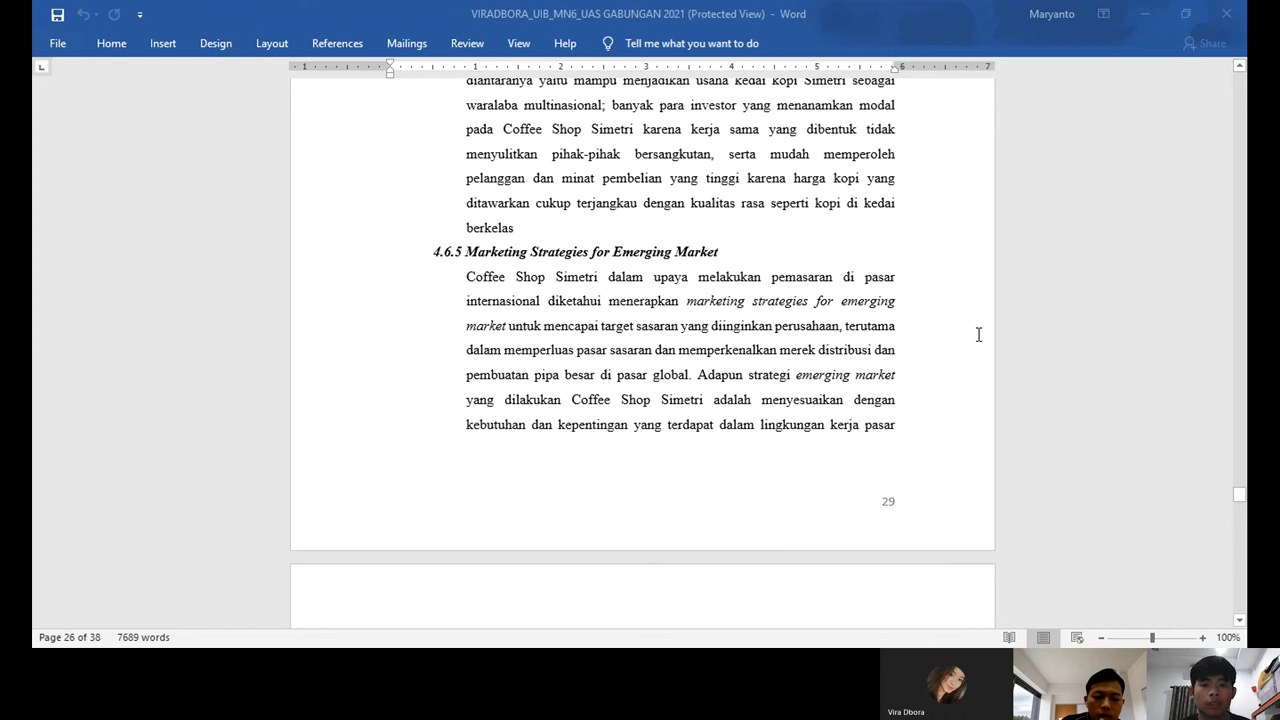 VIRADBORA_UIB_MN6_UAS GABUNGAN 2021 (Protected View) - Word
Maryanto
File Home Insert Design Layout References Mailings Review View Help Tell me what you want to do Share
1 1 2 3 4 5 6 7
diantaranya yaitu mampu menjadikan usaha kedai kopi Simetri sebagai
waralaba multinasional; banyak para investor yang menanamkan modal
pada Coffee Shop Simetri karena kerja sama yang dibentuk tidak
menyulitkan pihak-pihak bersangkutan, serta mudah memperoleh
pelanggan dan minat pembelian yang tinggi karena harga kopi yang
ditawarkan cukup terjangkau dengan kualitas rasa seperti kopi di kedai
berkelas
4.6.5 Marketing Strategies for Emerging Market
Coffee Shop Simetri dalam upaya melakukan pemasaran di pasar
internasional diketahui menerapkan marketing strategies for emerging
market untuk mencapai target sasaran yang diinginkan perusahaan, terutama
dalam memperluas pasar sasaran dan memperkenalkan merek distribusi dan
pembuatan pipa besar di pasar global. Adapun strategi emerging market
yang dilakukan Coffee Shop Simetri adalah menyesuaikan dengan
kebutuhan dan kepentingan yang terdapat dalam lingkungan kerja pasar
29
Page 26 of 38 7689 words
100%
Vira Dbora